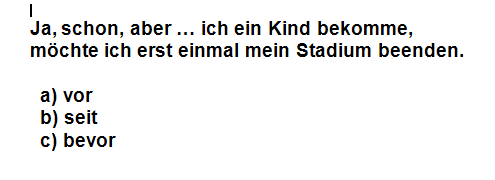 Ja, schon, aber ... ich ein Kind bekomme,
möchte ich erst einmal mein Stadium beenden.
a) vor
b) seit
c) bevor